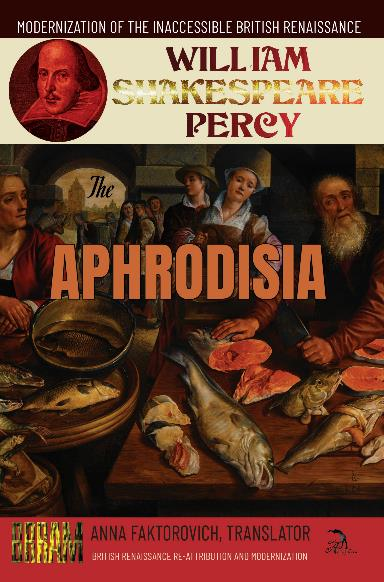 MODERNIZATION OF THE INACCESSIBLE BRITISH RENAISSANCE
WILLIAM
SHAKESPEARE
PERCY
The
APHRODISIA
BRRAM
ANNA FAKTOROVICH, TRANSLATOR
BRITISH RENAISSANCE RE-ATTRIBUTION AND MODERNIZATION